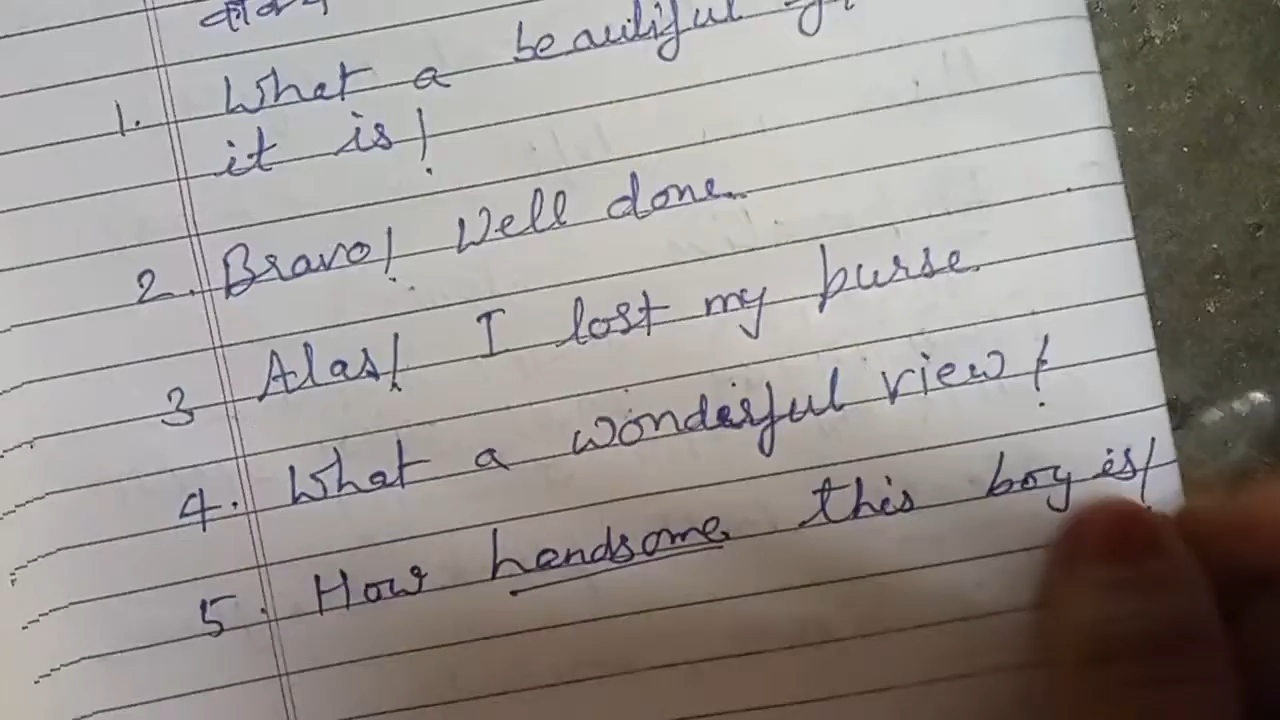 1. What a beautiful
it is!
2. Bravo! Well done.
3 Alas! I lost my purse.
4. What a wonderful view!
5. How handsome this boy is!